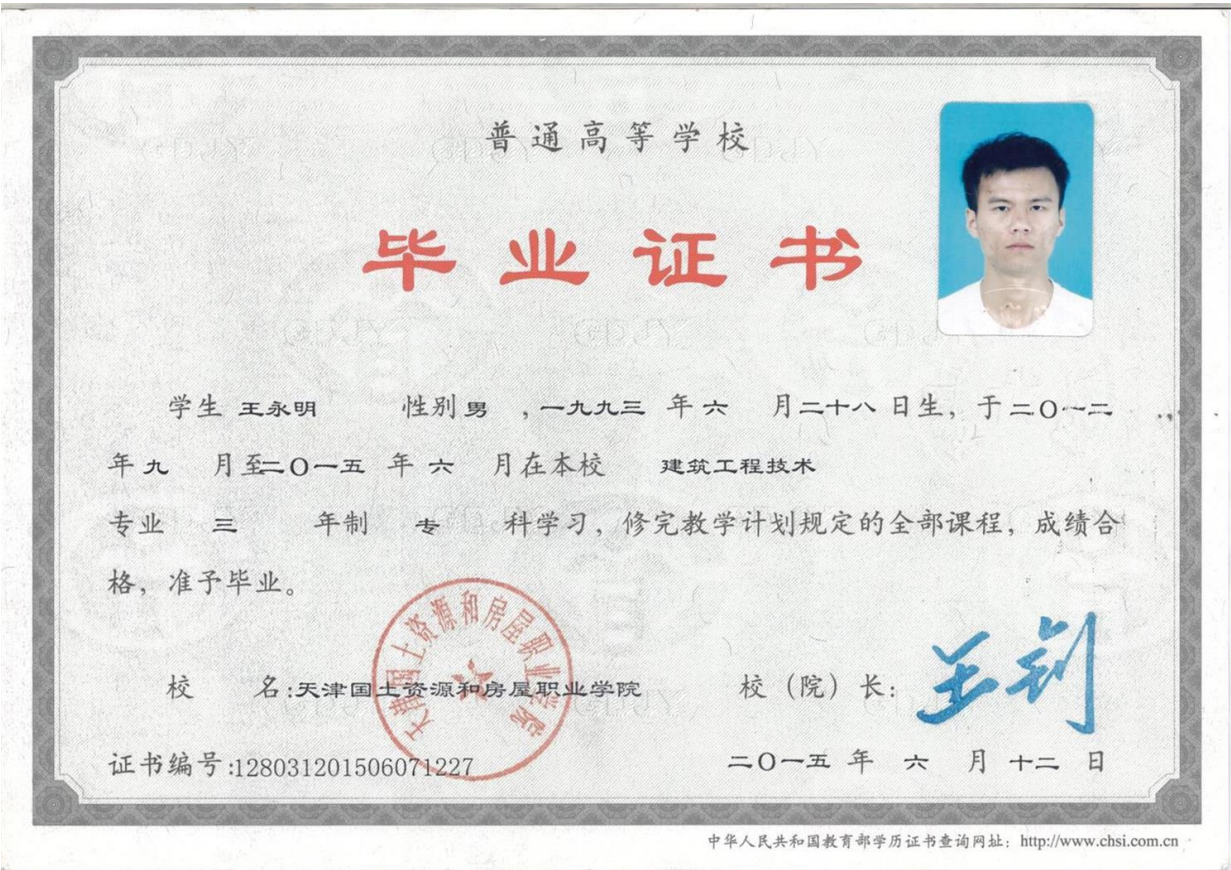 普通高等学校
毕业证书
学生 王永明 性别 男 ，一九九三 年 六 月二十八 日生，于二〇一二
年 九 月至二〇一五 年 六 月在本校 建筑工程技术
专业 三 年制 专 科学习，修完教学计划规定的全部课程，成绩合
格，准予毕业。
天津国土资源和房屋职业学院
校 名:天津国土资源和房屋职业学院 校（院）长: 王钊
证书编号:128031201506071227 二〇一五 年 六 月 十二 日
中华人民共和国教育部学历证书查询网址：http://www.chsi.com.cn